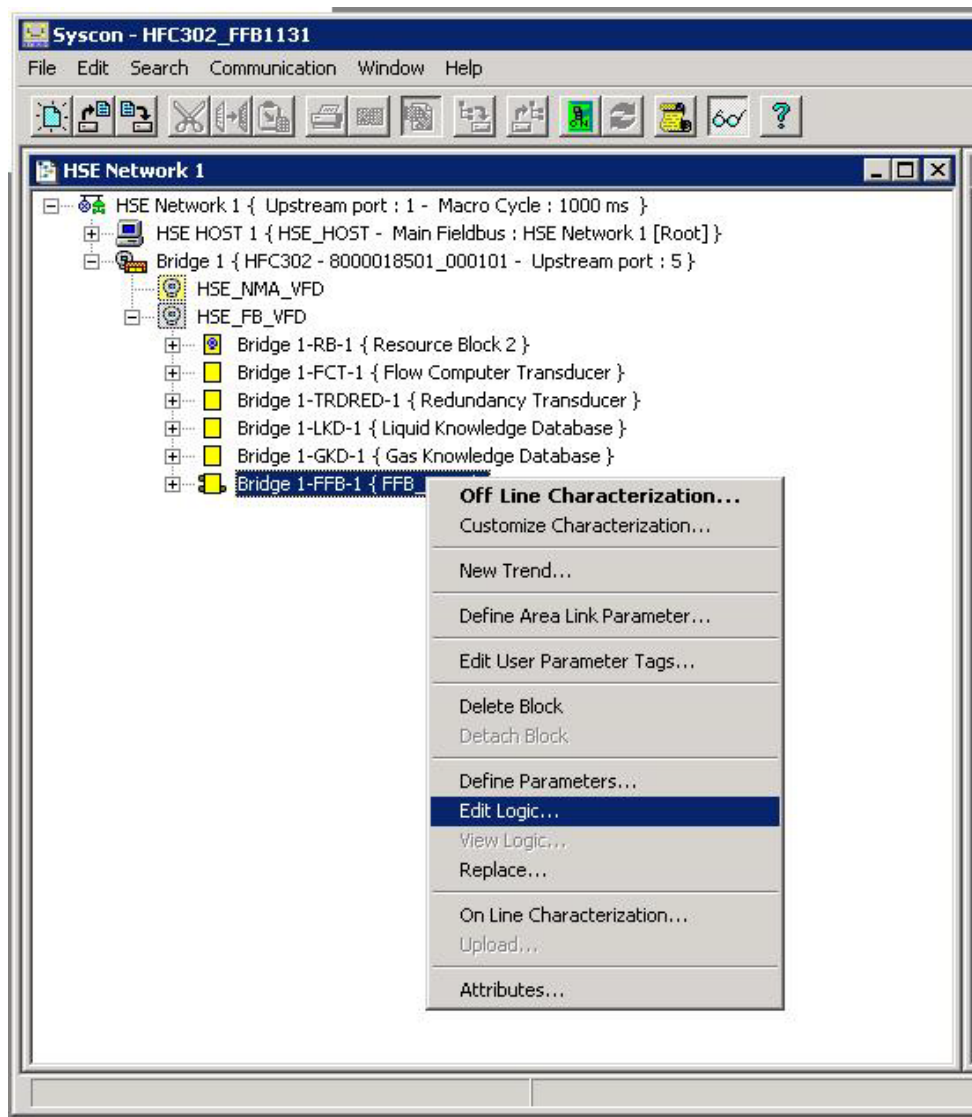 Syscon - HFC302_FFB1131
File Edit Search Communication Window Help
HSE Network 1
HSE Network 1 { Upstream port : 1 - Macro Cycle : 1000 ms }
HSE HOST 1 { HSE_HOST - Main Fieldbus : HSE Network 1 [Root] }
Bridge 1 { HFC302 - 8000018501_000101 - Upstream port : 5 }
HSE_NMA_VFD
HSE_FB_VFD
Bridge 1-RB-1 { Resource Block 2 }
Bridge 1-FCT-1 { Flow Computer Transducer }
Bridge 1-TRDRED-1 { Redundancy Transducer }
Bridge 1-LKD-1 { Liquid Knowledge Database }
Bridge 1-GKD-1 { Gas Knowledge Database }
Bridge 1-FFB-1 { FFB_
Off Line Characterization...
Customize Characterization...
New Trend...
Define Area Link Parameter...
Edit User Parameter Tags...
Delete Block
Detach Block
Define Parameters...
Edit Logic...
View Logic...
Replace...
On Line Characterization...
Upload...
Attributes...